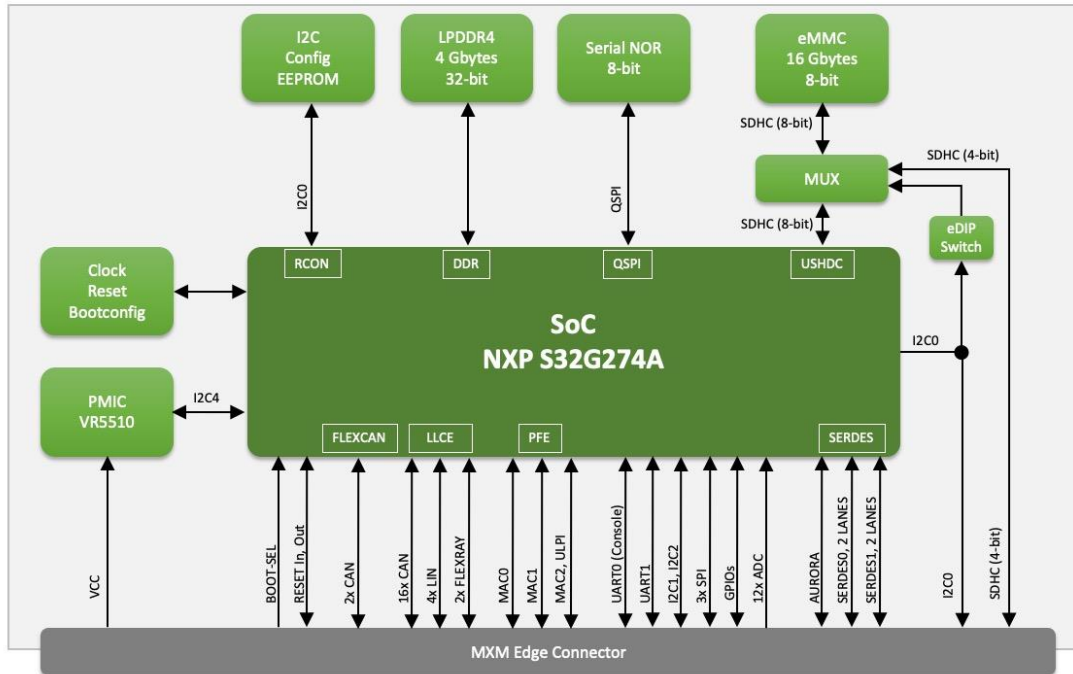 I2C
Config
EEPROM
LPDDR4
4 Gbytes
32-bit
Serial NOR
8-bit
eMMC
16 Gbytes
8-bit
SDHC (8-bit)
SDHC (4-bit)
MUX
I2C0
QSPI
SDHC (8-bit)
eDIP
Switch
Clock
Reset
Bootconfig
RCON
DDR
QSPI
USHDC
SoC
NXP S32G274A
I2C0
PMIC
VR5510
I2C4
FLEXCAN
LLCE
PFE
SERDES
VCC
BOOT-SEL
RESET In, Out
2x CAN
16x CAN
4x LIN
2x FLEXRAY
MAC0
MAC1
MAC2, ULPI
UART0 (Console)
UART1
I2C1, I2C2
3x SPI
GPIOs
12x ADC
AURORA
SERDES0, 2 LANES
SERDES1, 2 LANES
I2C0
SDHC (4-bit)
MXM Edge Connector